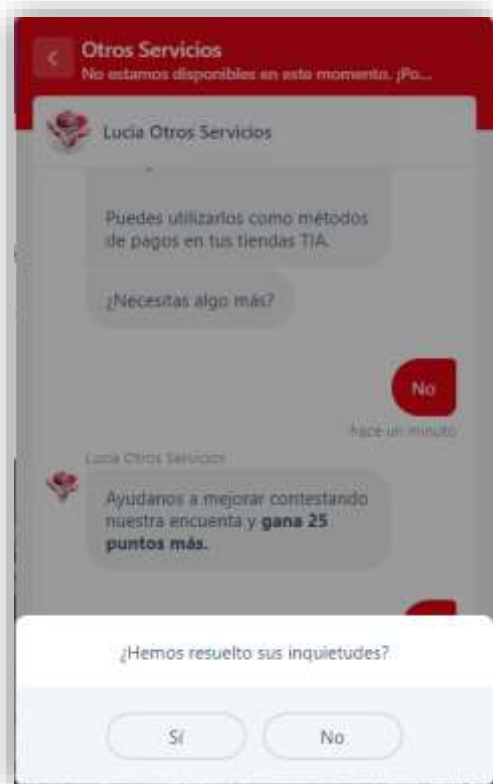 Otros Servicios
No estamos disponibles en este momento. ¡Po...
Lucia Otros Servicios
Puedes utilizarlos como métodos
de pagos en tus tiendas TIA.
¿Necesitas algo más?
No
hace un minuto
Lucia Otros Servicios
Ayudanos a mejorar contestando
nuestra encuenta y gana 25
puntos más.
¿Hemos resuelto sus inquietudes?
Sí
No